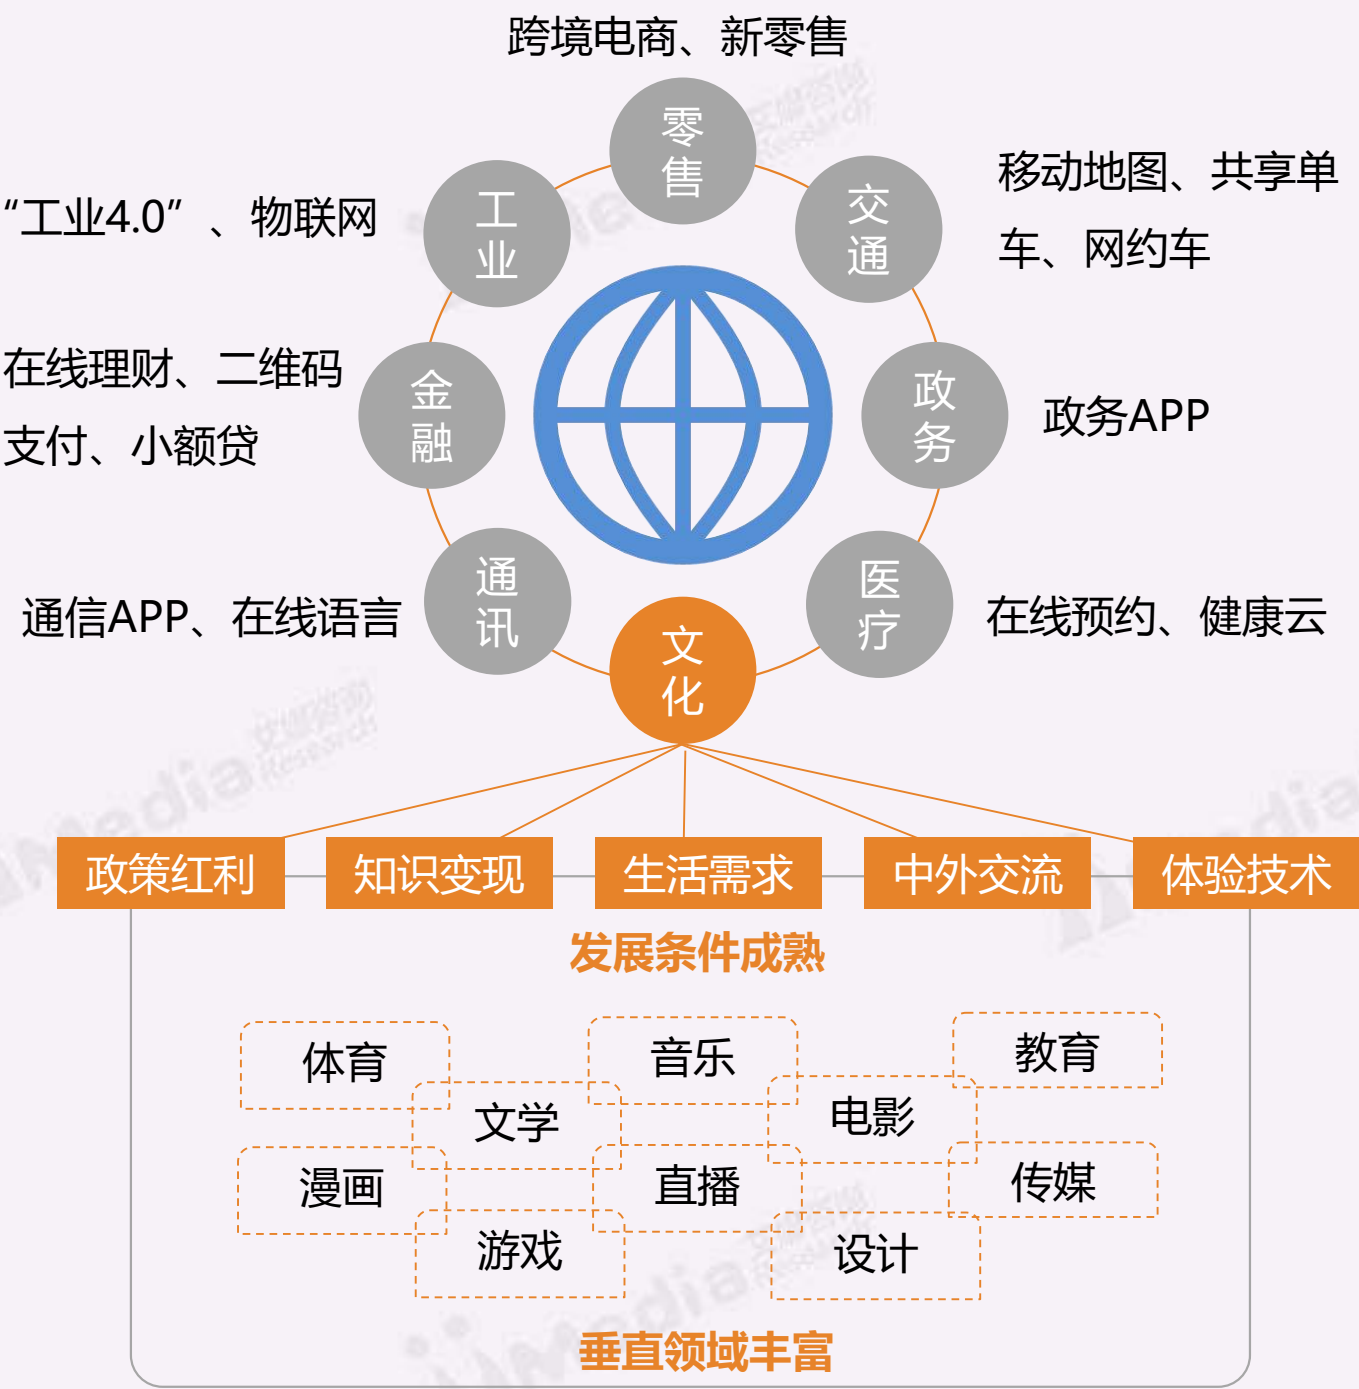 跨境电商、新零售
零售
“工业4.0”、物联网
工业
交通
移动地图、共享单
车、网约车
在线理财、二维码
支付、小额贷
金融
政务
政务APP
通信APP、在线语言
通讯
医疗
在线预约、健康云
文化
政策红利
知识变现
生活需求
中外交流
体验技术
发展条件成熟
体育
音乐
教育
文学
电影
漫画
直播
传媒
游戏
设计
垂直领域丰富
iiMedia Research
艾媒咨询